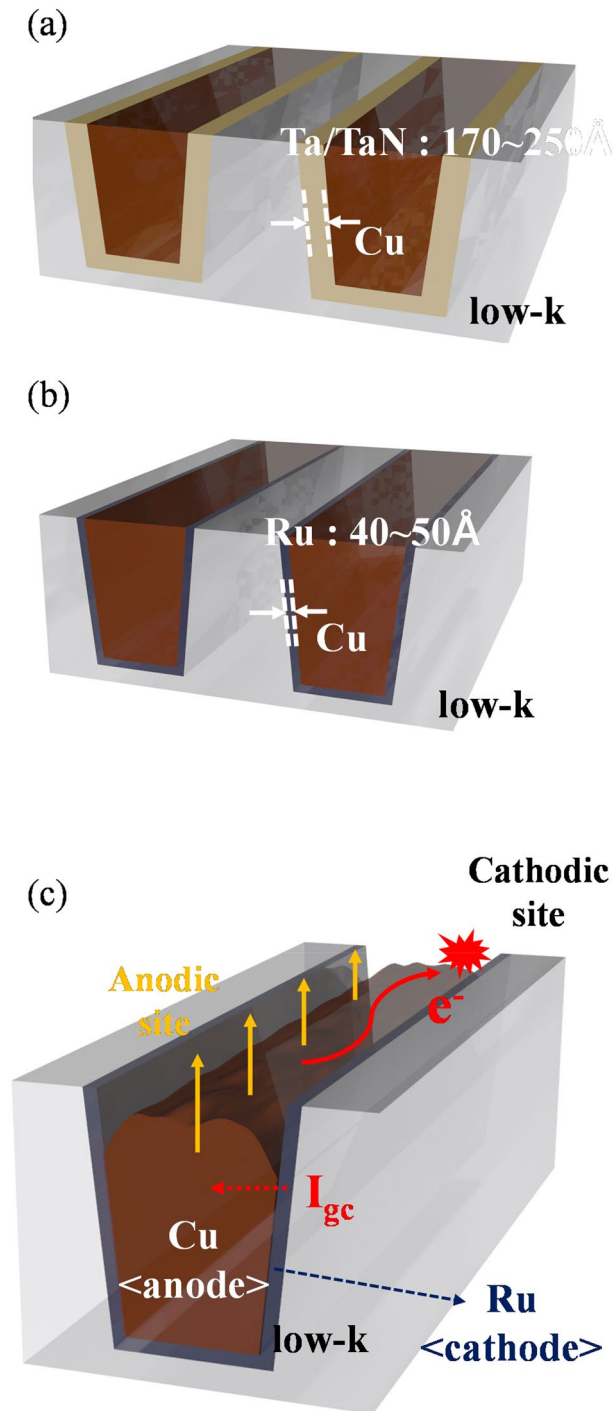 (a)
Ta/TaN : 170~250Å
Cu
low-k
(b)
Ru : 40~50Å
Cu
low-k
(c)
Cathodic
site
Anodic
site
e-
Igc
Cu
<anode>
Ru
<cathode>
low-k